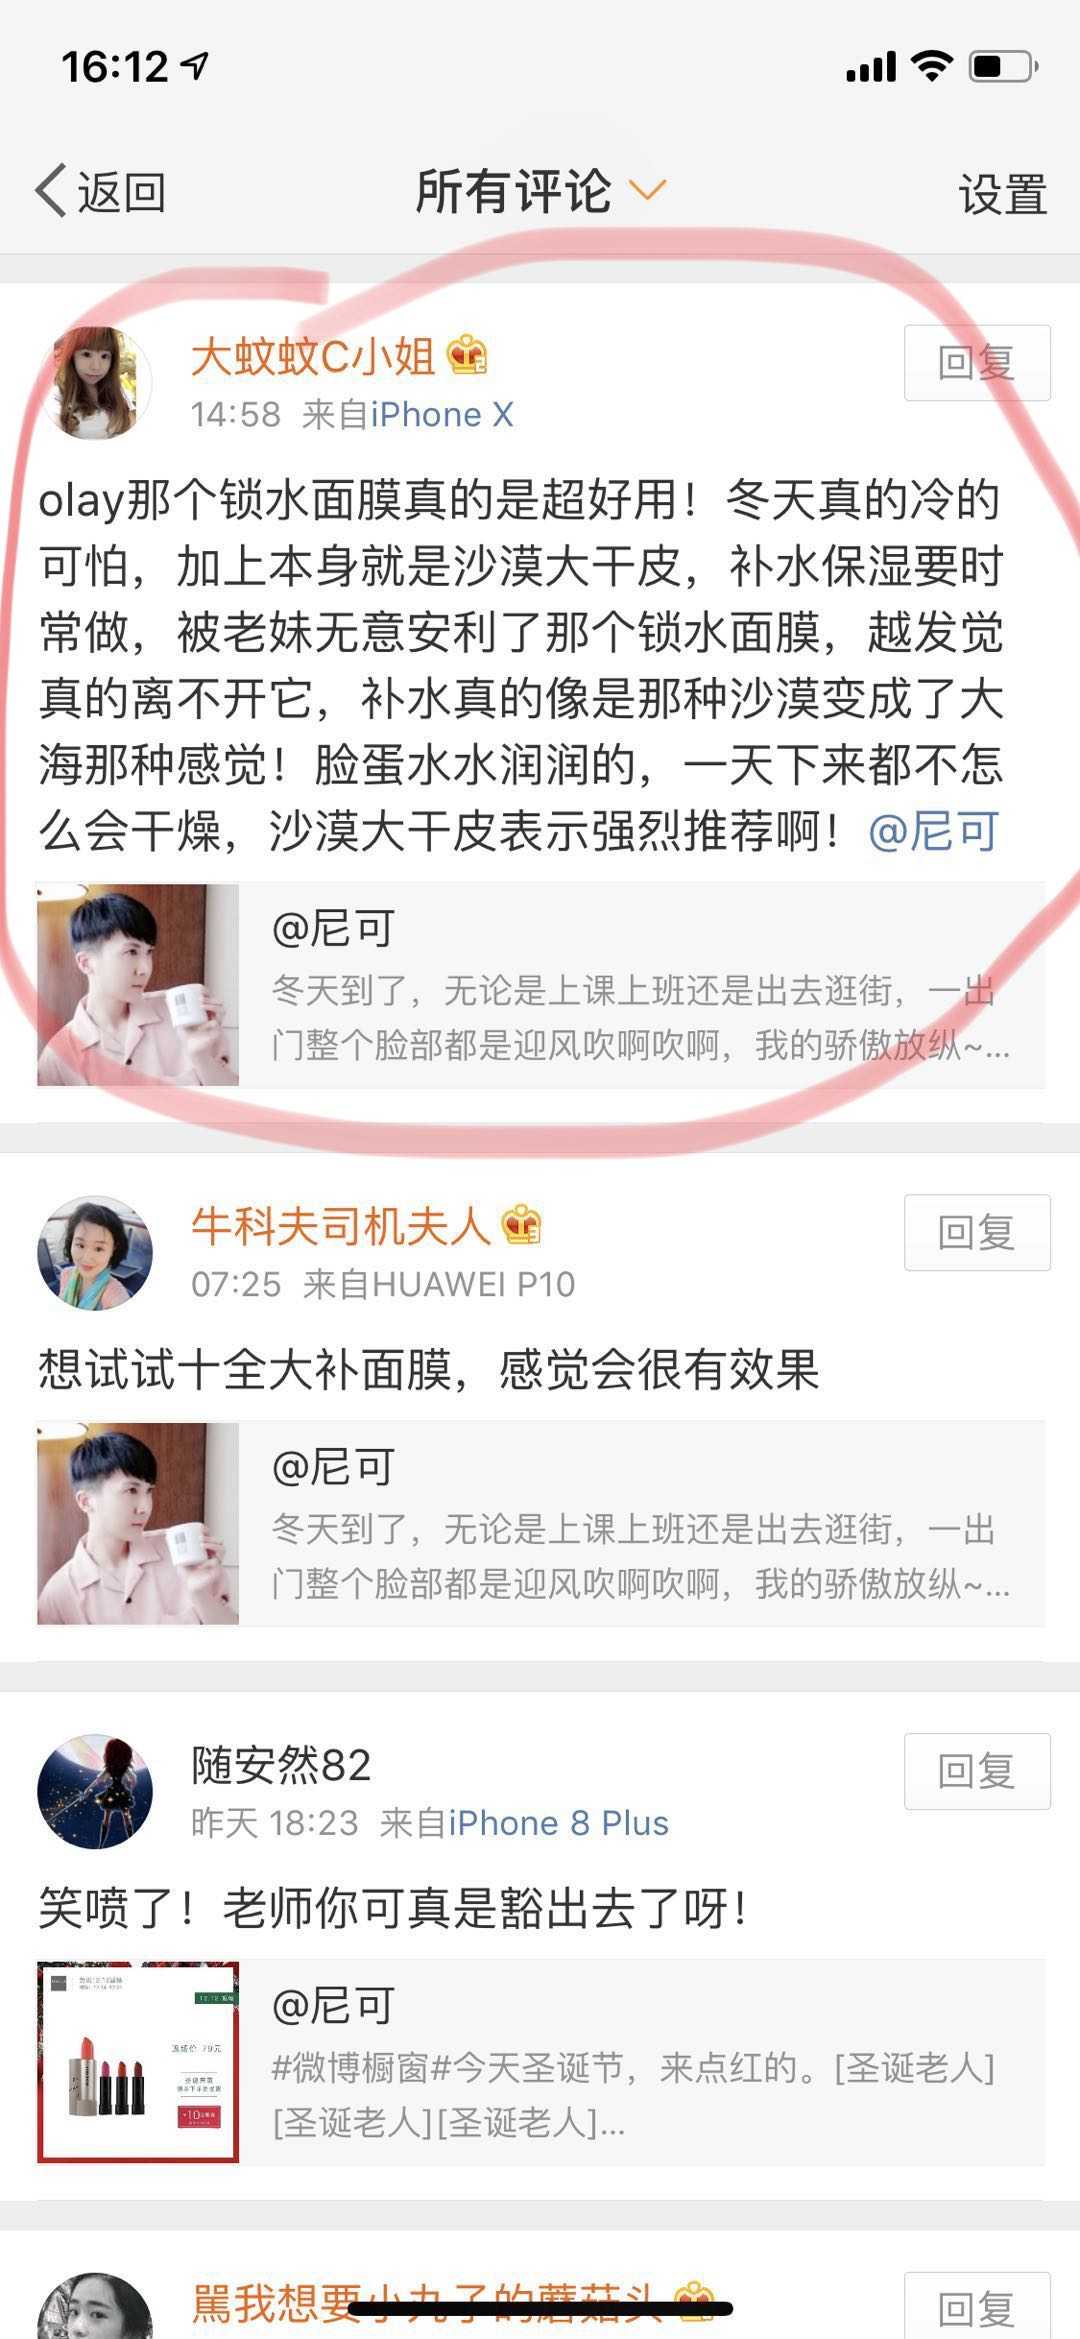 16:12
返回
所有评论
设置
大蚊蚊C小姐
回复
14:58 来自iPhone X
olay那个锁水面膜真的是超好用！冬天真的冷的
可怕，加上本身就是沙漠大干皮，补水保湿要时
常做，被老妹无意安利了那个锁水面膜，越发觉
真的离不开它，补水真的像是那种沙漠变成了大
海那种感觉！脸蛋水水润润的，一天下来都不怎
么会干燥，沙漠大干皮表示强烈推荐啊！@尼可
@尼可
冬天到了，无论是上课上班还是出去逛街，一出
门整个脸部都是迎风吹啊吹啊，我的骄傲放纵~...
牛科夫司机夫人
回复
07:25 来自HUAWEI P10
想试试十全大补面膜，感觉会很有效果
@尼可
冬天到了，无论是上课上班还是出去逛街，一出
门整个脸部都是迎风吹啊吹啊，我的骄傲放纵~...
随安然82
回复
昨天 18:23 来自iPhone 8 Plus
笑喷了！老师你可真是豁出去了呀！
@尼可
#微博橱窗#今天圣诞节，来点红的。[圣诞老人]
[圣诞老人][圣诞老人]...
79元
骂我想要小丸子的蘑菇头
回复